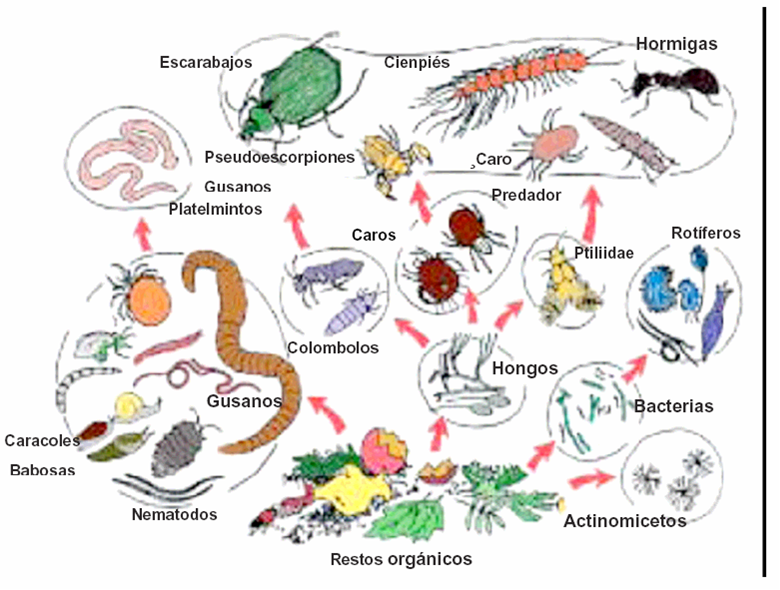 Hormigas
Escarabajos
Cienpiés
Pseudoescorpiones
¸Caro
Gusanos
Platelmintos
Predador
Caros
Rotíferos
Ptiliidae
Colombolos
Hongos
Gusanos
Bacterias
Caracoles
Babosas
Nematodos
Actinomicetos
Restos orgánicos